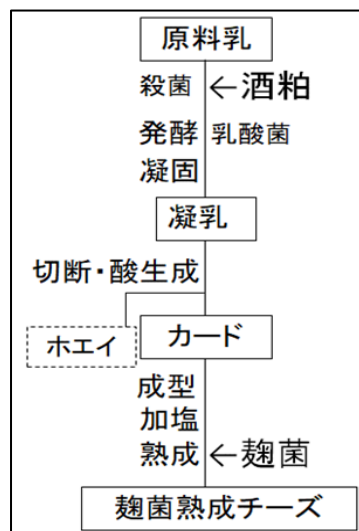 原料乳
殺菌 ←酒粕
発酵 乳酸菌
凝固
凝乳
切断・酸生成
ホエイ カード
成型
加塩
熟成 ←麹菌
麹菌熟成チーズ